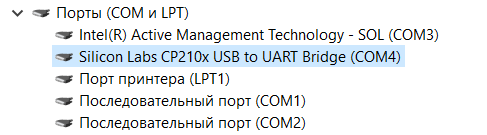 Порты (COM и LPT)
Intel(R) Active Management Technology - SOL (COM3)
Silicon Labs CP210x USB to UART Bridge (COM4)
Порт принтера (LPT1)
Последовательный порт (COM1)
Последовательный порт (COM2)